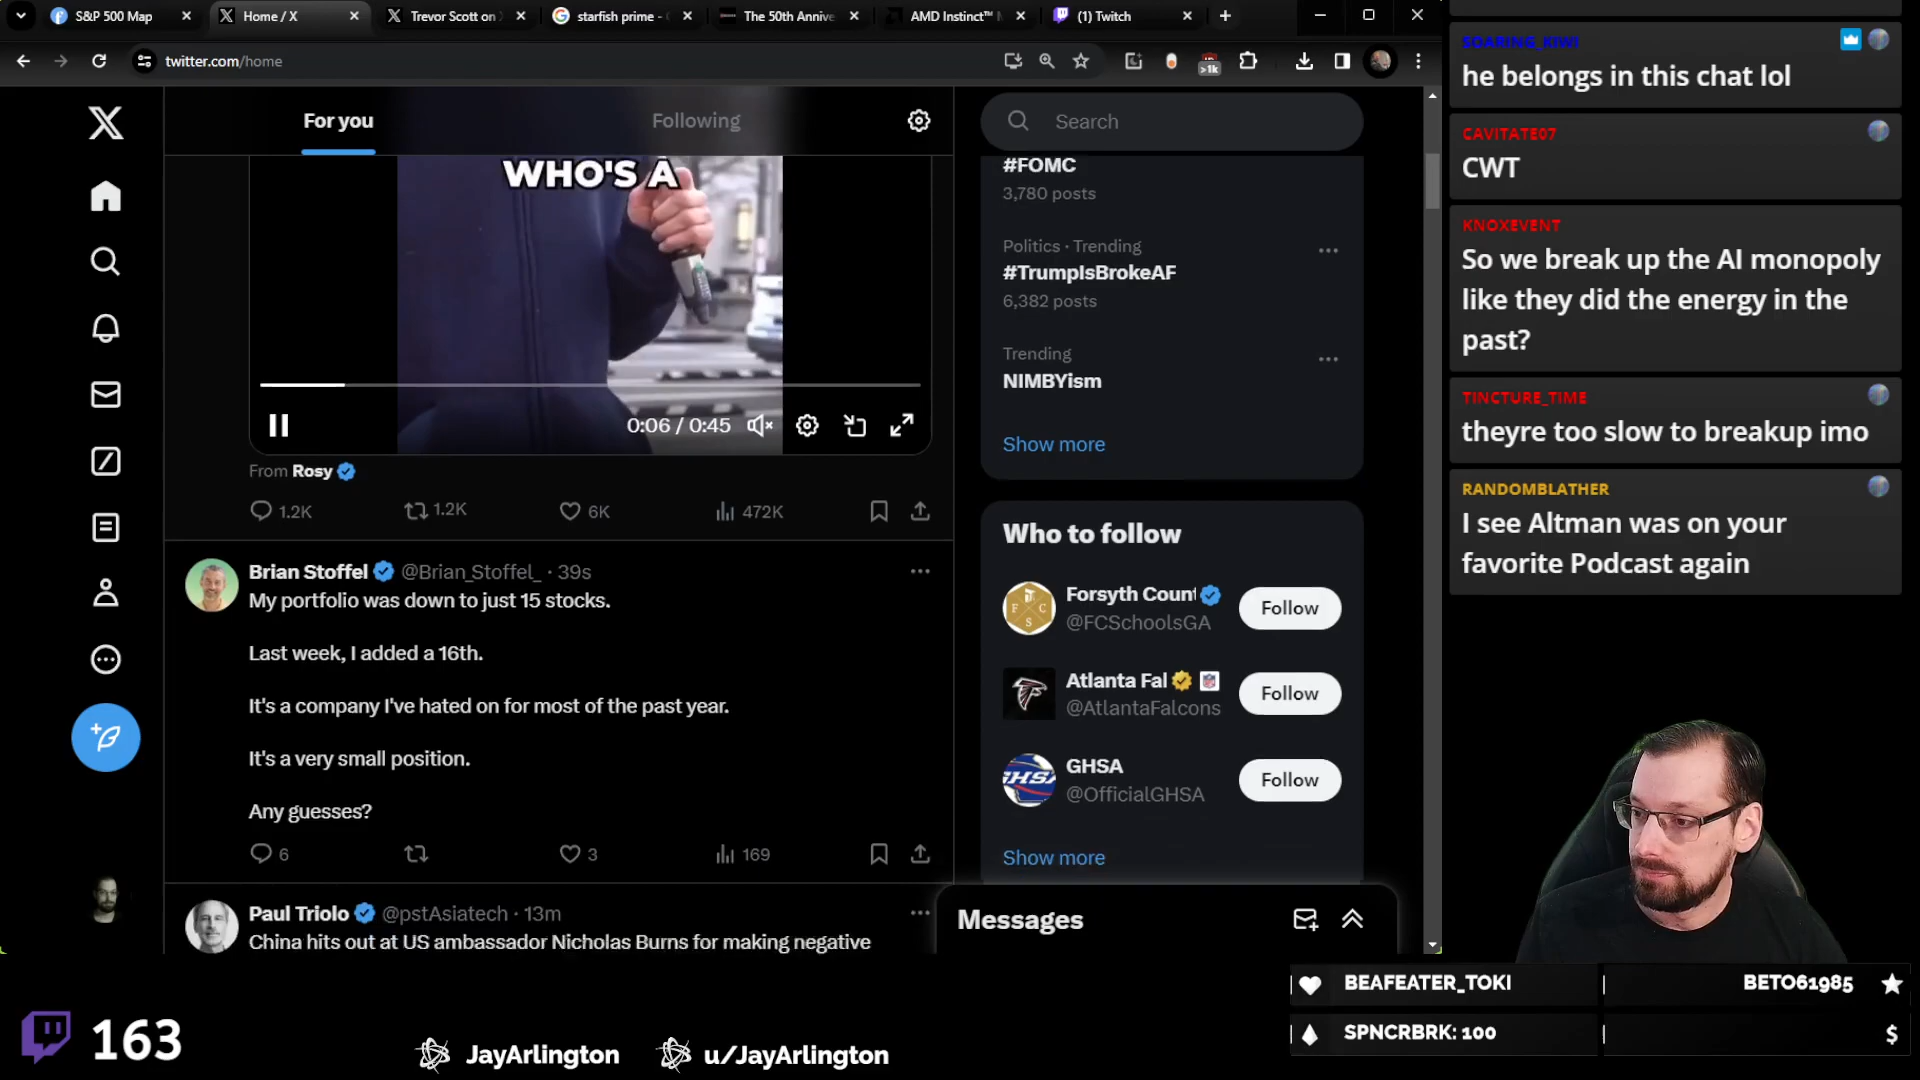 S&P 500 Map
Home / X
Trevor Scott on
starfish prime -
The 50th Annive
AMD Instinct™
(1) Twitch
twitter.com/home
>1k
For you
Following
WHO'S A
0:06 / 0:45
From Rosy
1.2K
1.2K
6K
472K
Brian Stoffel @Brian_Stoffel_ · 39s
My portfolio was down to just 15 stocks.
Last week, I added a 16th.
It's a company I've hated on for most of the past year.
It's a very small position.
Any guesses?
6
3
169
Paul Triolo @pstAsiatech · 13m
China hits out at US ambassador Nicholas Burns for making negative
Search
#FOMC
3,780 posts
Politics · Trending
#TrumpIsBrokeAF
6,382 posts
Trending
NIMBYism
Show more
Who to follow
Forsyth Count
@FCSchoolsGA
Follow
Atlanta Fal
@AtlantaFalcons
Follow
GHSA
@OfficialGHSA
Follow
Show more
Messages
SOARING_KIWI
he belongs in this chat lol
CAVITATE07
CWT
KNOXEVENT
So we break up the AI monopoly
like they did the energy in the
past?
TINCTURE_TIME
theyre too slow to breakup imo
RANDOMBLATHER
I see Altman was on your
favorite Podcast again
163
JayArlington
u/JayArlington
BEAFEATER_TOKI
BETO61985
SPNCRBRK: 100
$